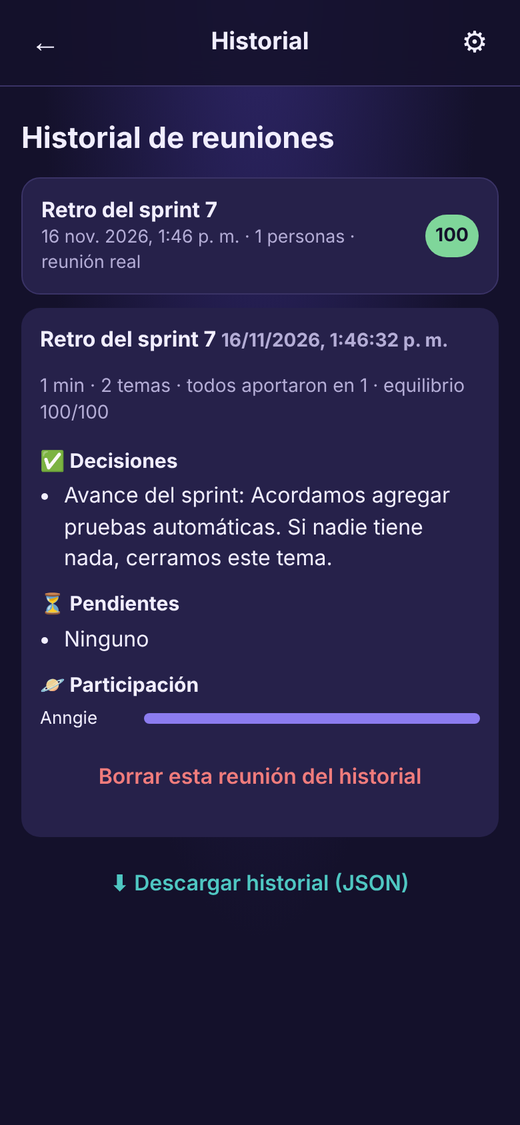 ← Historial ⚙
Historial de reuniones
Retro del sprint 7
16 nov. 2026, 1:46 p. m. · 1 personas ·
reunión real
100
Retro del sprint 7 16/11/2026, 1:46:32 p. m.
1 min · 2 temas · todos aportaron en 1 · equilibrio
100/100
✅ Decisiones
• Avance del sprint: Acordamos agregar
pruebas automáticas. Si nadie tiene
nada, cerramos este tema.
⏳ Pendientes
• Ninguno
🪐 Participación
Anngie
Borrar esta reunión del historial
⬇ Descargar historial (JSON)